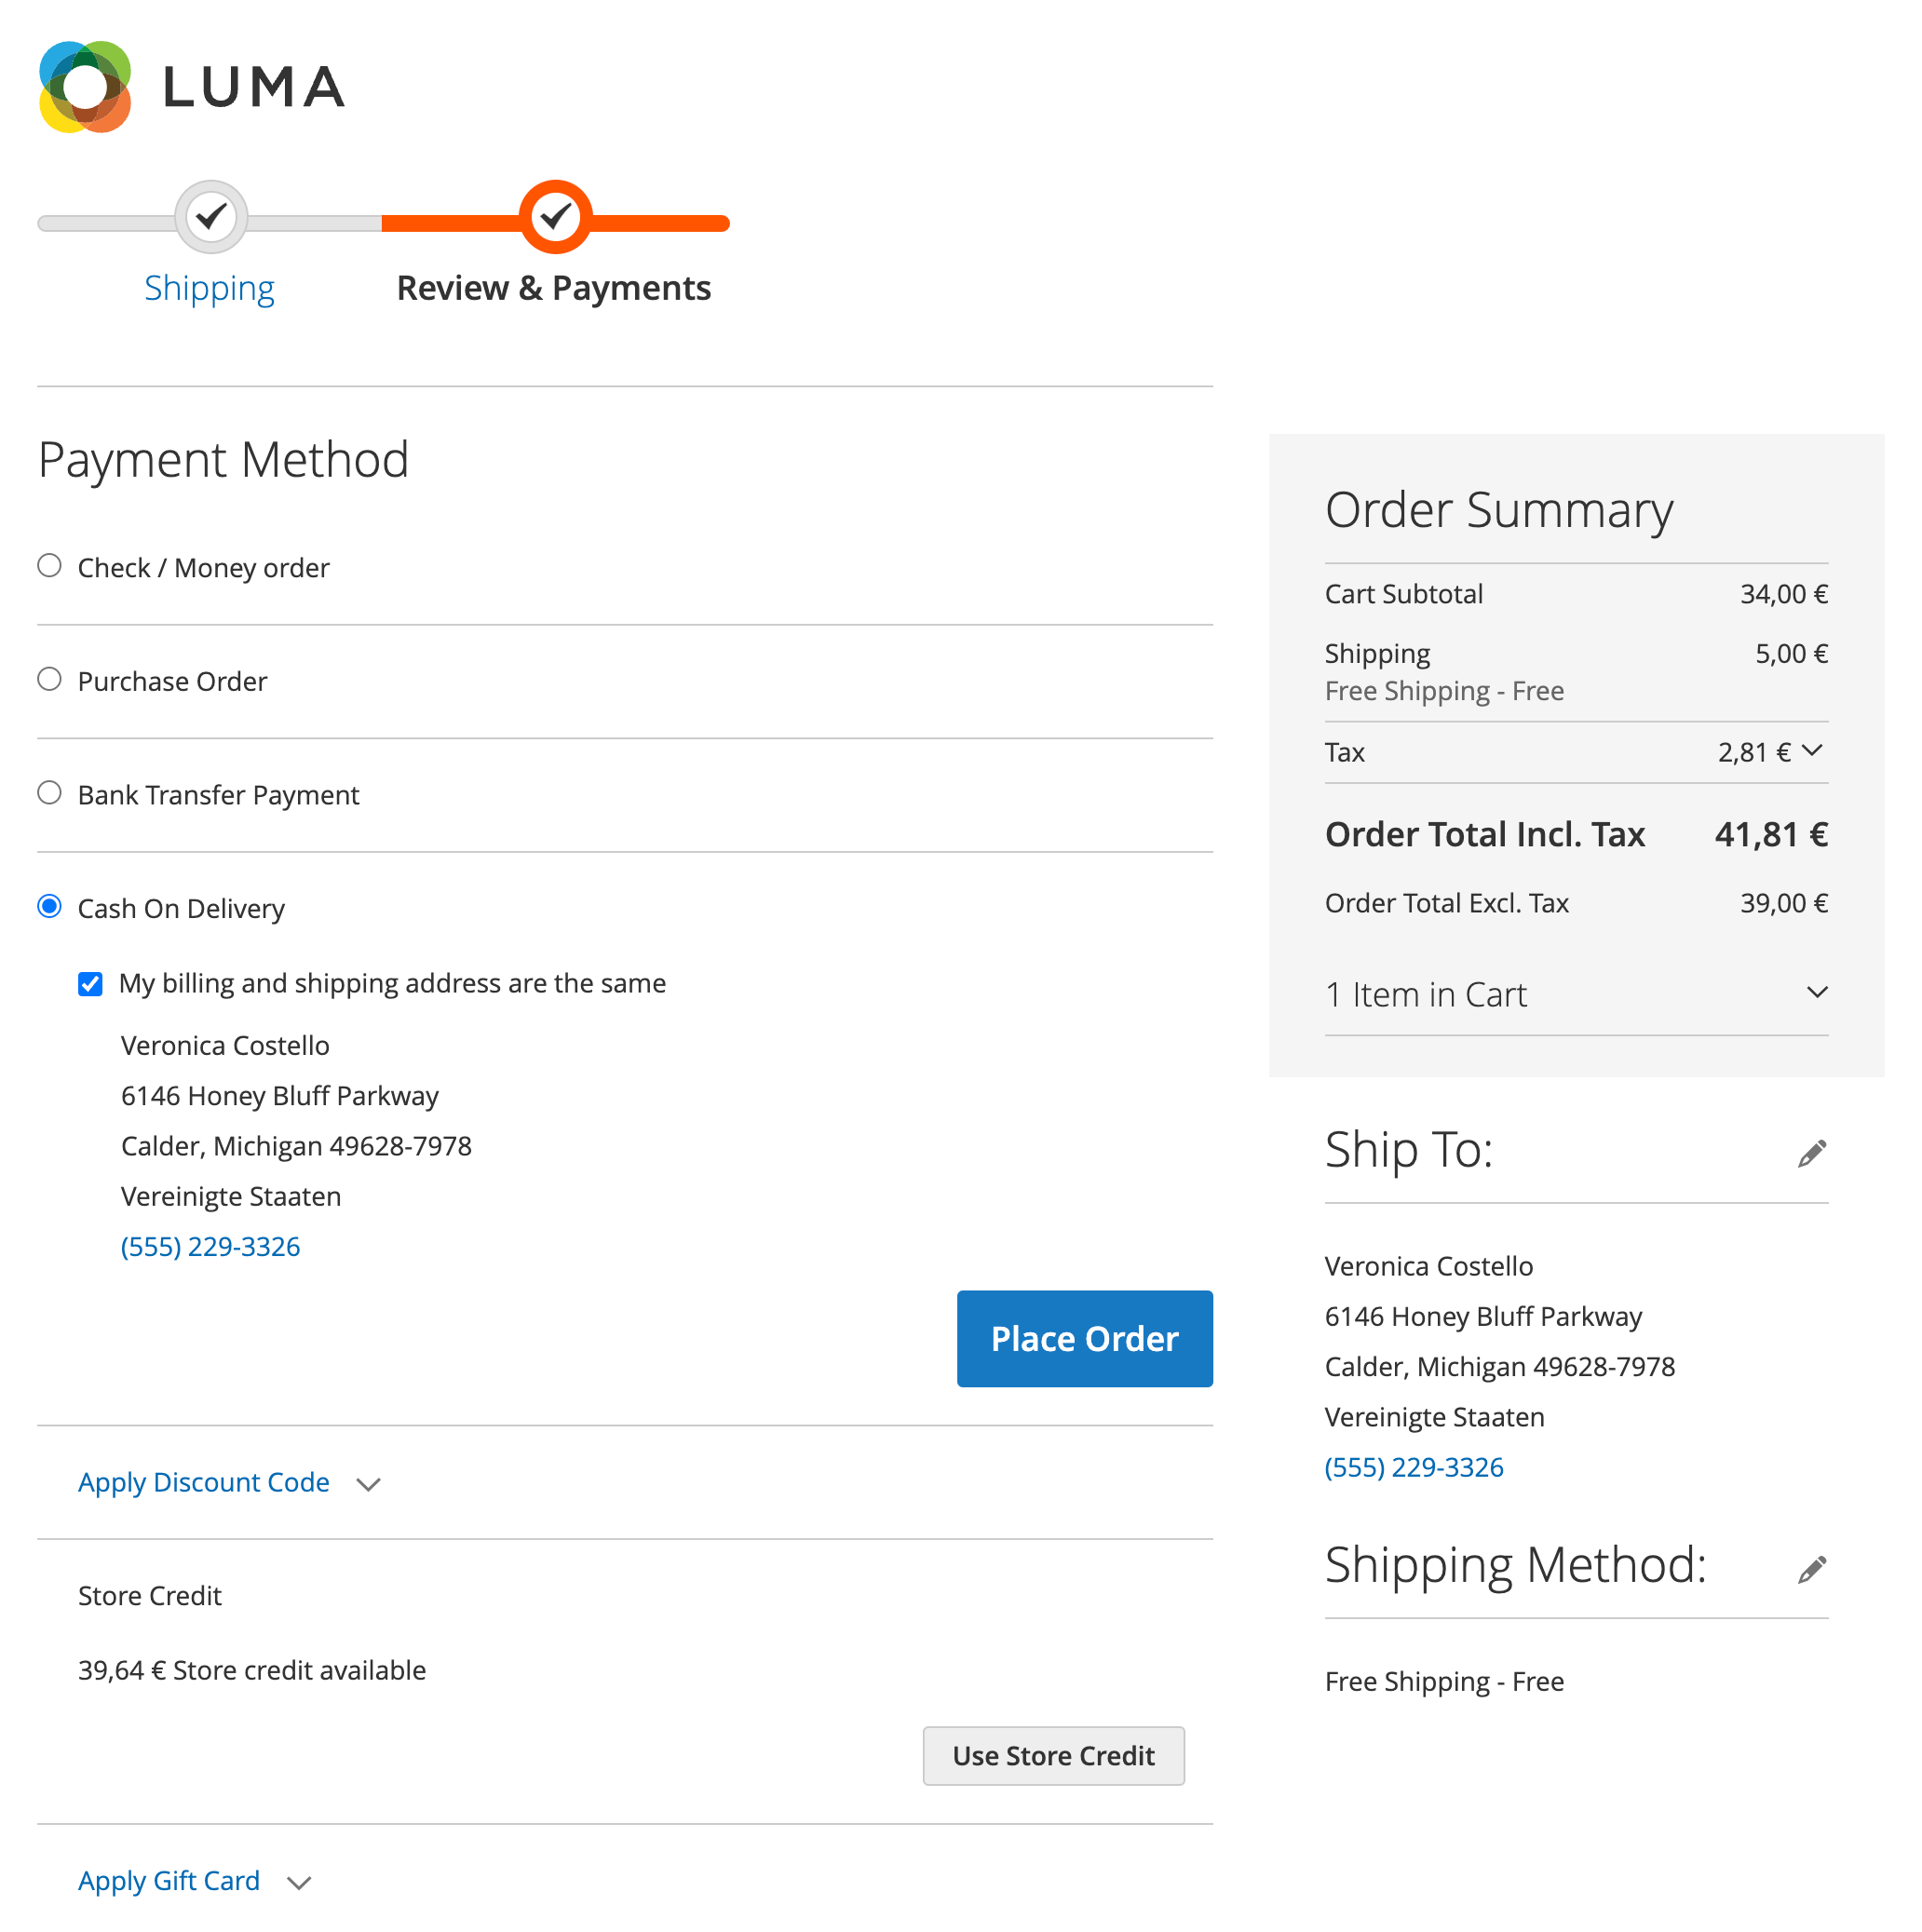 LUMA
Shipping
Review & Payments
Payment Method
Check / Money order
Purchase Order
Bank Transfer Payment
Cash On Delivery
My billing and shipping address are the same
Veronica Costello
6146 Honey Bluff Parkway
Calder, Michigan 49628-7978
Vereinigte Staaten
(555) 229-3326
Place Order
Apply Discount Code
Store Credit
39,64 € Store credit available
Use Store Credit
Apply Gift Card
Order Summary
Cart Subtotal 34,00 €
Shipping 5,00 €
Free Shipping - Free
Tax 2,81 €
Order Total Incl. Tax 41,81 €
Order Total Excl. Tax 39,00 €
1 Item in Cart
Ship To:
Veronica Costello
6146 Honey Bluff Parkway
Calder, Michigan 49628-7978
Vereinigte Staaten
(555) 229-3326
Shipping Method:
Free Shipping - Free